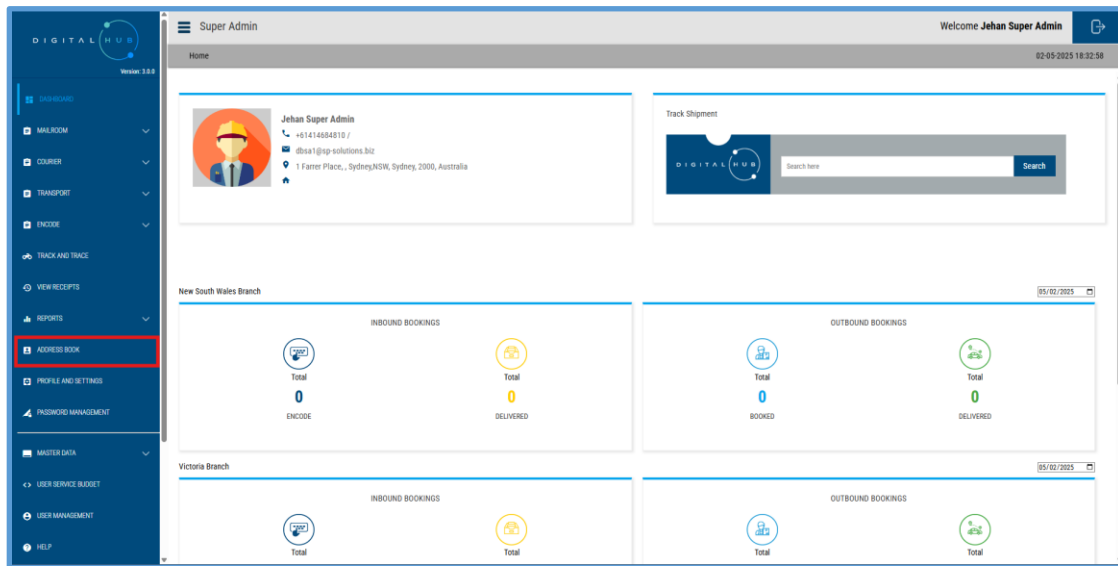 DIGITAL HUB
Version: 3.0.0
DASHBOARD
MAILROOM
COURIER
TRANSPORT
ENCODE
TRACK AND TRACE
VIEW RECEIPTS
REPORTS
ADDRESS BOOK
PROFILE AND SETTINGS
PASSWORD MANAGEMENT
MASTER DATA
USER SERVICE BUDGET
USER MANAGEMENT
HELP
Super Admin
Welcome Jehan Super Admin
Home
02-05-2025 18:32:58
Jehan Super Admin
+61414684810 /
dbsa1@sp-solutions.biz
1 Farrer Place, , Sydney,NSW, Sydney, 2000, Australia
Track Shipment
DIGITAL HUB
Search here
Search
New South Wales Branch
05/02/2025
INBOUND BOOKINGS
Total
Total
0
0
ENCODE
DELIVERED
OUTBOUND BOOKINGS
Total
Total
0
0
BOOKED
DELIVERED
Victoria Branch
05/02/2025
INBOUND BOOKINGS
Total
Total
OUTBOUND BOOKINGS
Total
Total